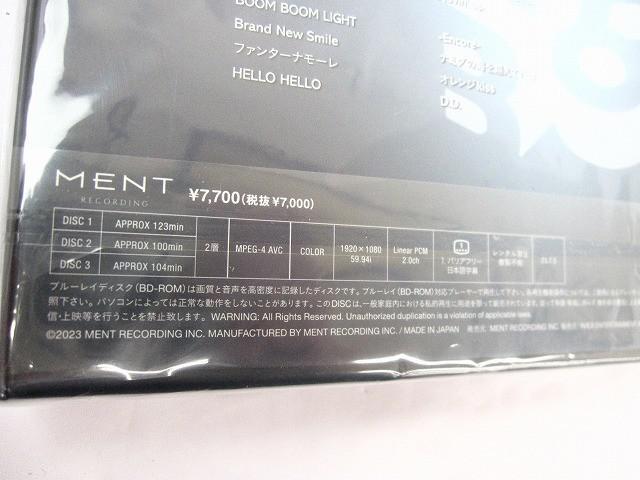 BOOM BOOM LIGHT
Brand New Smile
ファンターナモーレ
HELLO HELLO
-Encore-
オレンジkiss
D.D.
MENT
RECORDING
¥7,700(税抜¥7,000)
DISC 1 APPROX 123min
DISC 2 APPROX 100min
DISC 3 APPROX 104min
2層
MPEG-4 AVC
COLOR
1920×1080
59.94i
Linear PCM
2.0ch
1
1. バリアフリー
日本語字幕
レンタル禁止
複製不能
ブルーレイディスク(BD-ROM)は画質と音声を高密度に記録したディスクです。ブルーレイ(BD-ROM)対応プレーヤーで再生して下さい。
照下さい。パソコンによっては正常な動作をしないことがあります。このDISCは、一般家庭内における私的再生に用途を限って販売されています。
信・上映等を行うことを禁止致します。WARNING: All Rights Reserved. Unauthorized duplication is a violation of applicable laws.
©2023 MENT RECORDING INC. MANUFACTURED BY MENT RECORDING INC. / MADE IN JAPAN 発売元、MENT RECORDING INC.